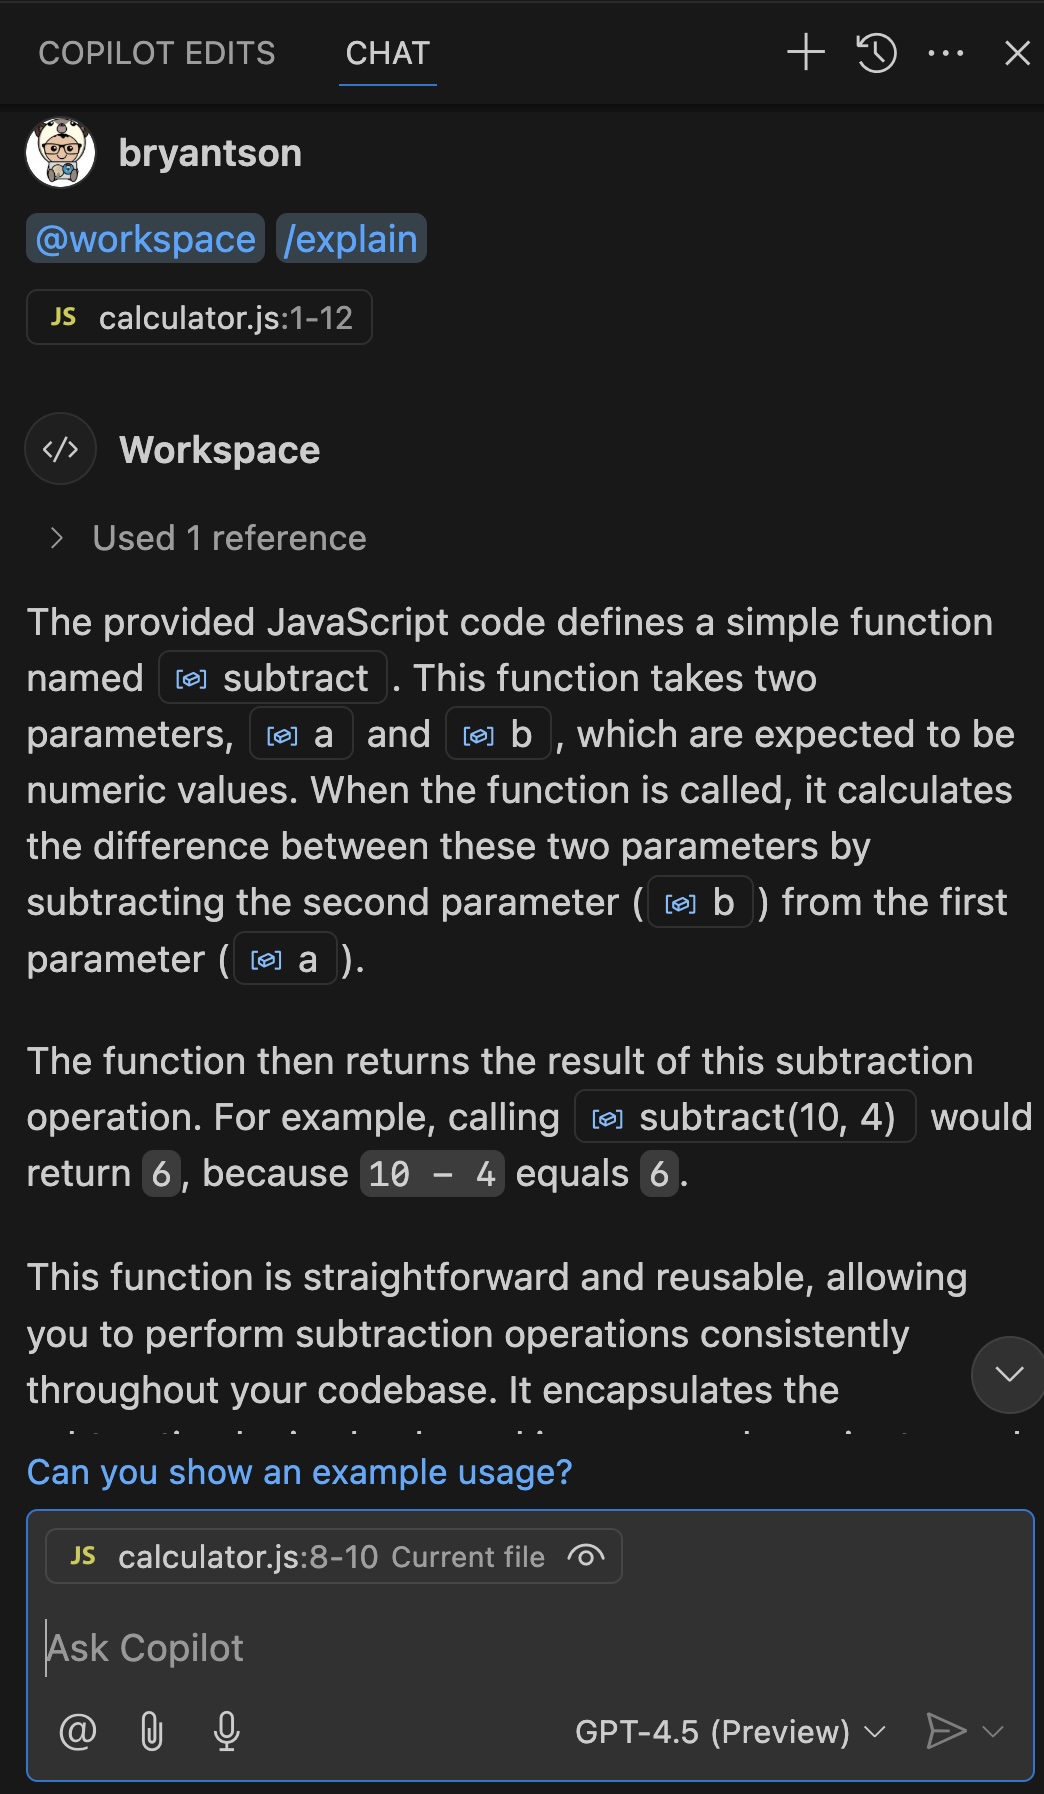 COPILOT EDITS CHAT
bryantson
@workspace /explain
JS calculator.js:1-12
</> Workspace
> Used 1 reference
The provided JavaScript code defines a simple function
named subtract . This function takes two
parameters, a and b , which are expected to be
numeric values. When the function is called, it calculates
the difference between these two parameters by
subtracting the second parameter ( b ) from the first
parameter ( a ).
The function then returns the result of this subtraction
operation. For example, calling subtract(10, 4) would
return 6, because 10 - 4 equals 6.
This function is straightforward and reusable, allowing
you to perform subtraction operations consistently
throughout your codebase. It encapsulates the
Can you show an example usage?
JS calculator.js:8-10 Current file
Ask Copilot
@ GPT-4.5 (Preview)